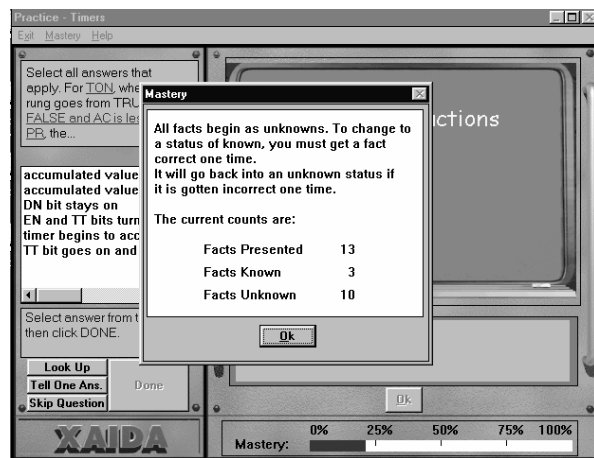 Practice - Timers
Exit Mastery Help
Select all answers that
apply. For TON, whe
rung goes from TRU
FALSE and AC is les
PR, the...
uctions
Mastery
All facts begin as unknowns. To change to
a status of known, you must get a fact
correct one time.
It will go back into an unknown status if
it is gotten incorrect one time.
The current counts are:
Facts Presented 13
Facts Known 3
Facts Unknown 10
Ok
accumulated value
accumulated value
DN bit stays on
EN and TT bits turn
timer begins to acc
TT bit goes on and
Select answer from t
then click DONE.
Look Up
Tell One Ans.
Skip Question
Done
Ok
XAIDA
Mastery: 0% 25% 50% 75% 100%